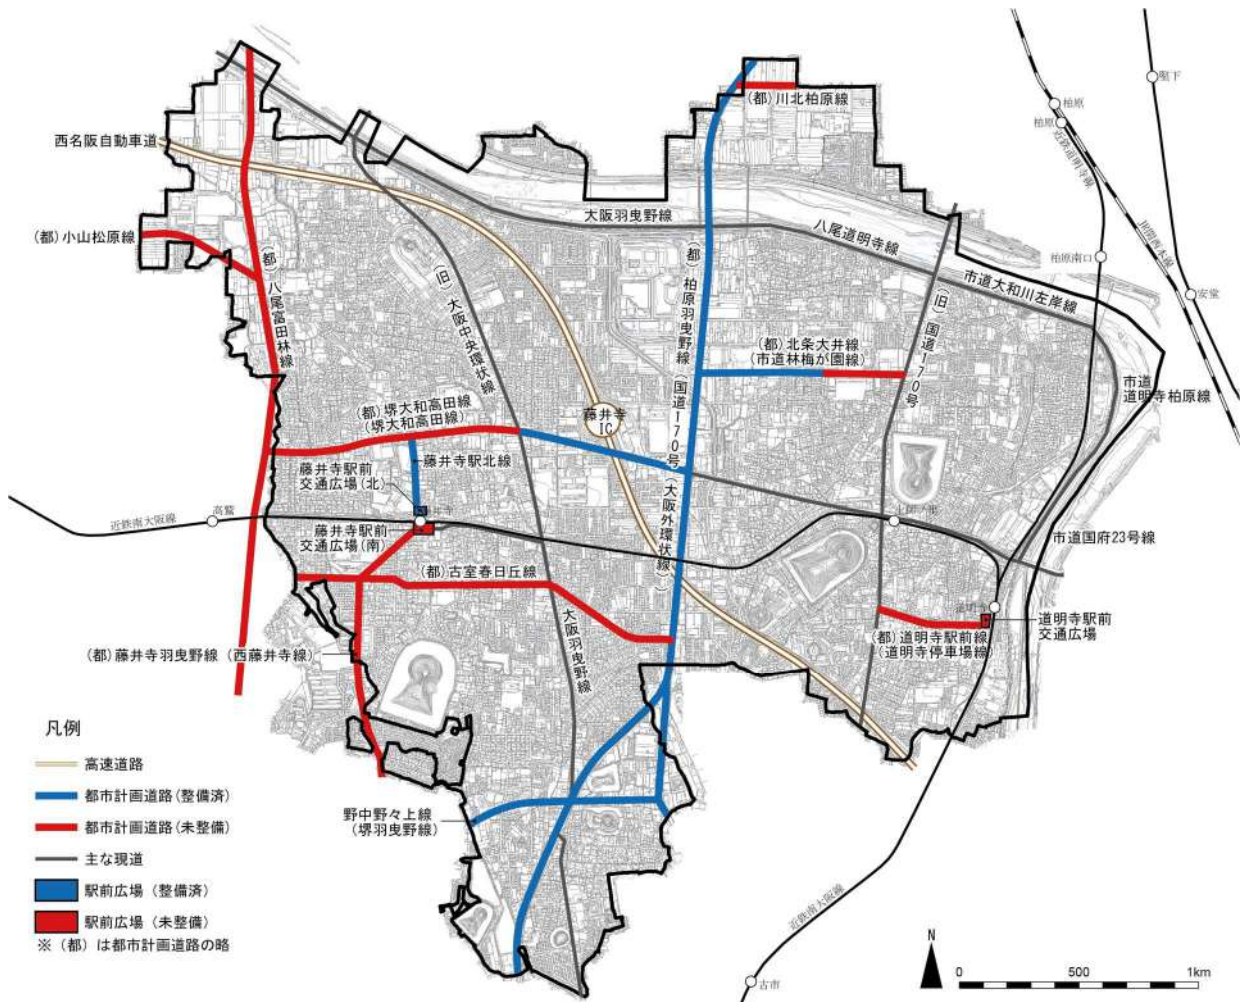 堅下
柏原
柏原
近鉄道明寺線
(都)川北柏原線
西名阪自動車道
大阪羽曳野線
八尾道明寺線
JR関西本線
(都)小山松原線
柏原南口
市道大和川左岸線
安堂
(都)八尾富田林線
(旧)大阪中央環状線
(都)柏原羽曳野線(国道170号(大阪外環状線)
(旧)国道170号
(都)北条大井線
(市道林梅が園線)
市道
道明寺柏原線
(都)堺大和高田線
(堺大和高田線)
藤井寺
IC
藤井寺駅北線
藤井寺駅前
交通広場(北)
高鷲
近鉄南大阪線
藤井寺駅前
交通広場(南)
市道国府23号線
(都)古室春日丘線
大阪羽曳野線
道明寺
道明寺駅前
交通広場
(都)道明寺駅前線
(道明寺停車場線)
(都)藤井寺羽曳野線(西藤井寺線)
凡例
高速道路
都市計画道路(整備済)
都市計画道路(未整備)
主な現道
駅前広場(整備済)
駅前広場(未整備)
※(都)は都市計画道路の略
野中野々上線
(堺羽曳野線)
近鉄南大阪線
古市
N
0 500 1km